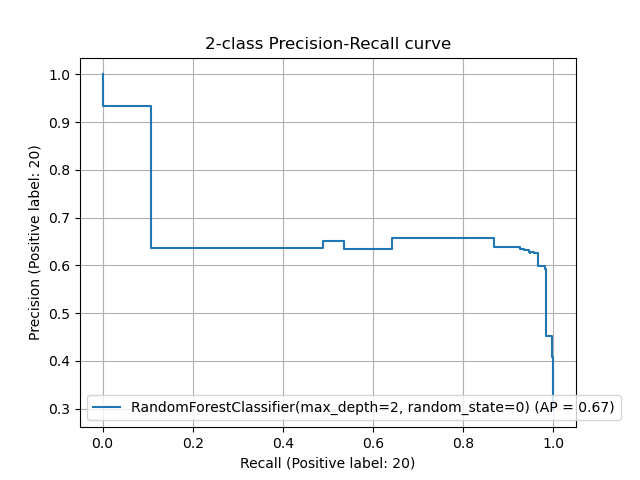 2-class Precision-Recall curve
1.0
0.9
0.8
0.7
0.6
0.5
0.4
0.3
Precision (Positive label: 20)
RandomForestClassifier(max_depth=2, random_state=0) (AP = 0.67)
0.0 0.2 0.4 0.6 0.8 1.0
Recall (Positive label: 20)